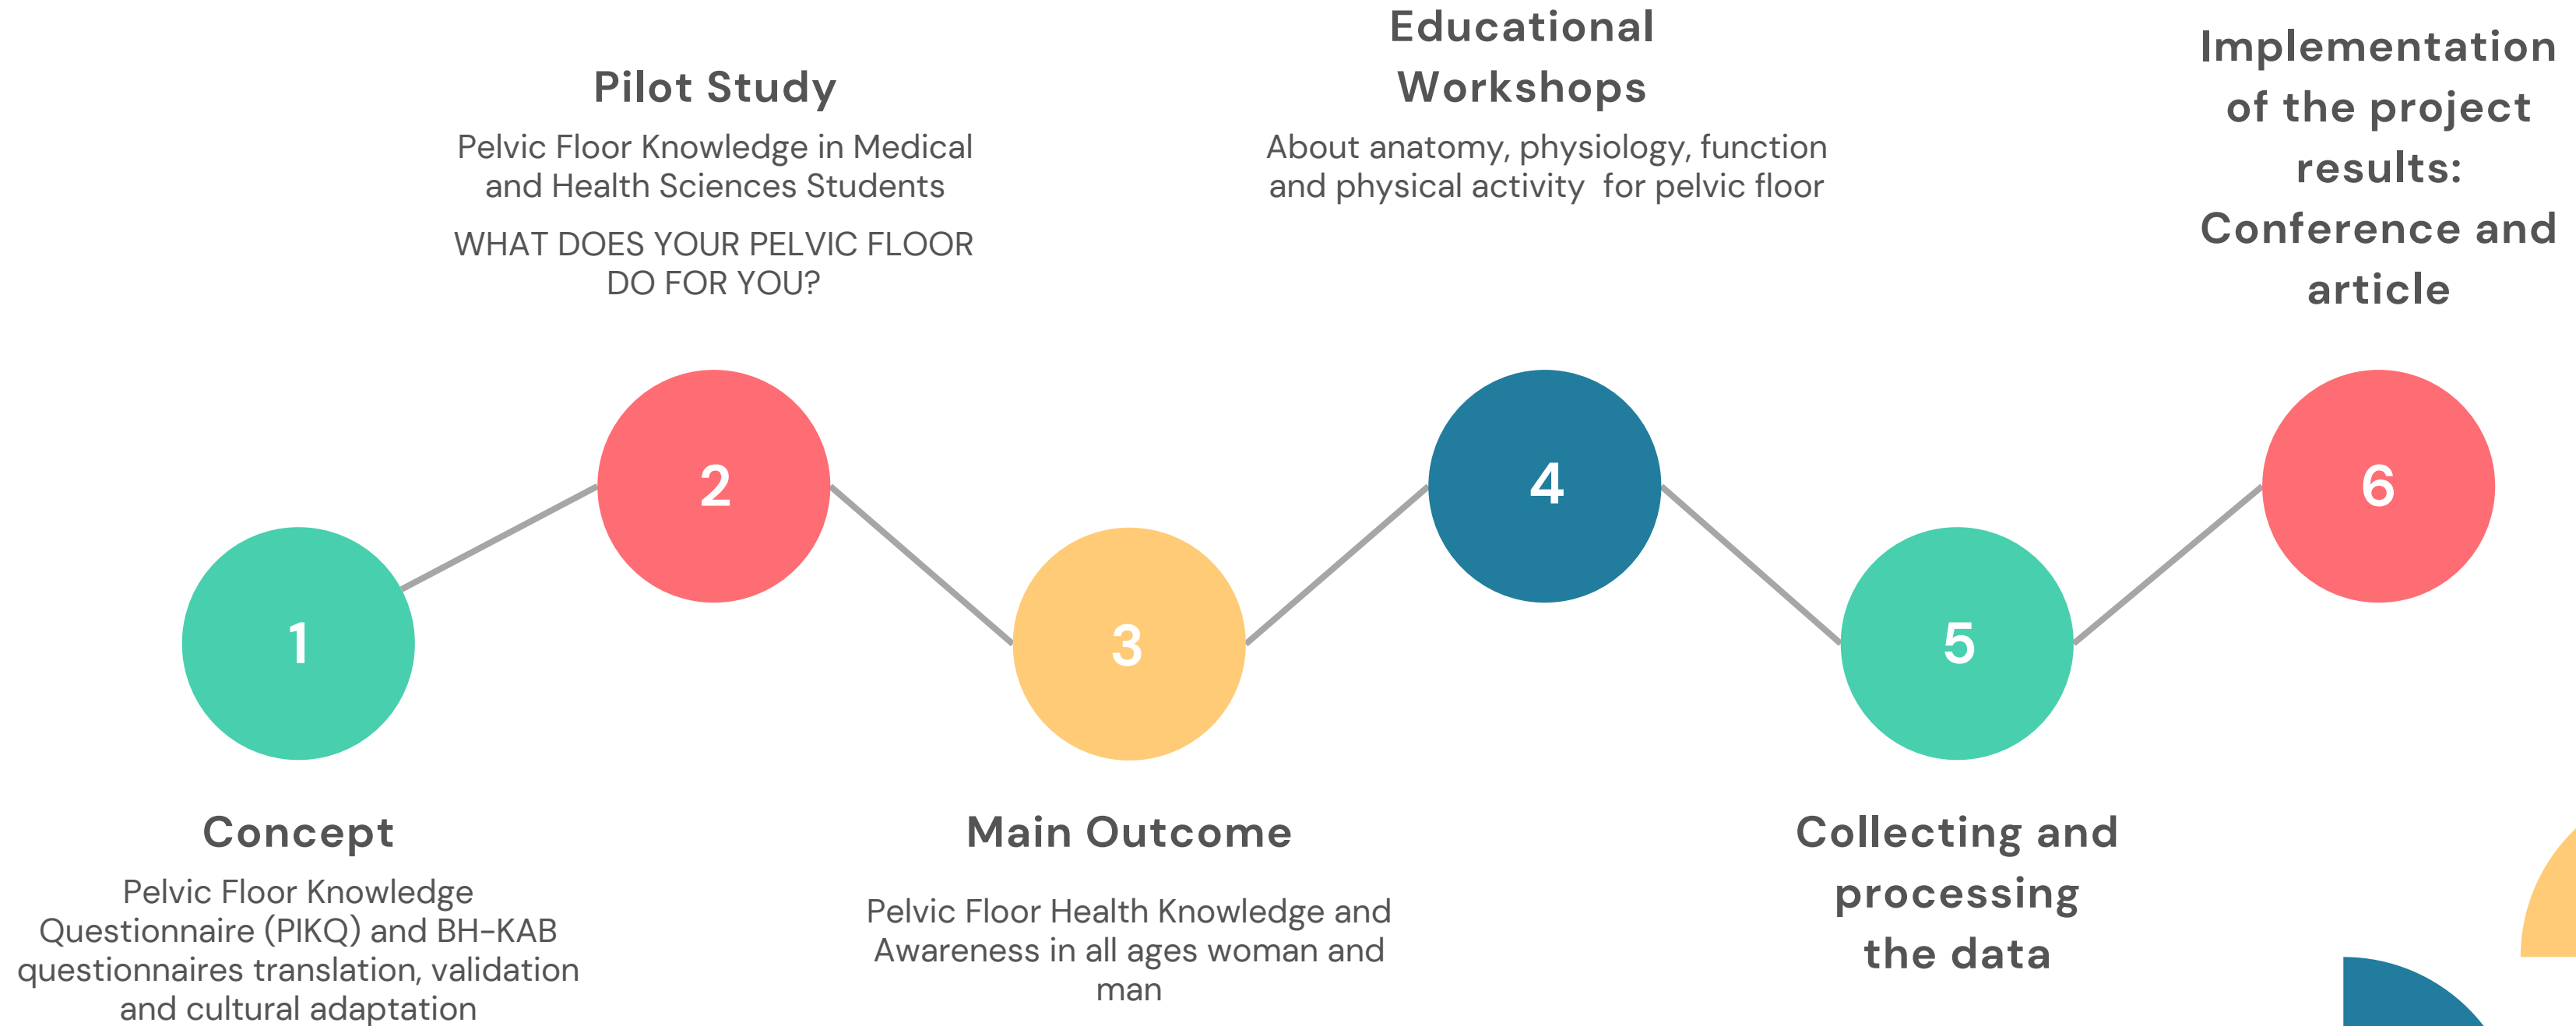 1
Concept
Pelvic Floor Knowledge
Questionnaire (PIKQ) and BH-KAB
questionnaires translation, validation
and cultural adaptation
Pilot Study
Pelvic Floor Knowledge in Medical
and Health Sciences Students
WHAT DOES YOUR PELVIC FLOOR
DO FOR YOU?
2
3
Main Outcome
Pelvic Floor Health Knowledge and
Awareness in all ages woman and
man
Educational
Workshops
About anatomy, physiology, function
and physical activity  for pelvic floor
4
5
Collecting and
processing
the data
Implementation
of the project
results:
Conference and
article
6